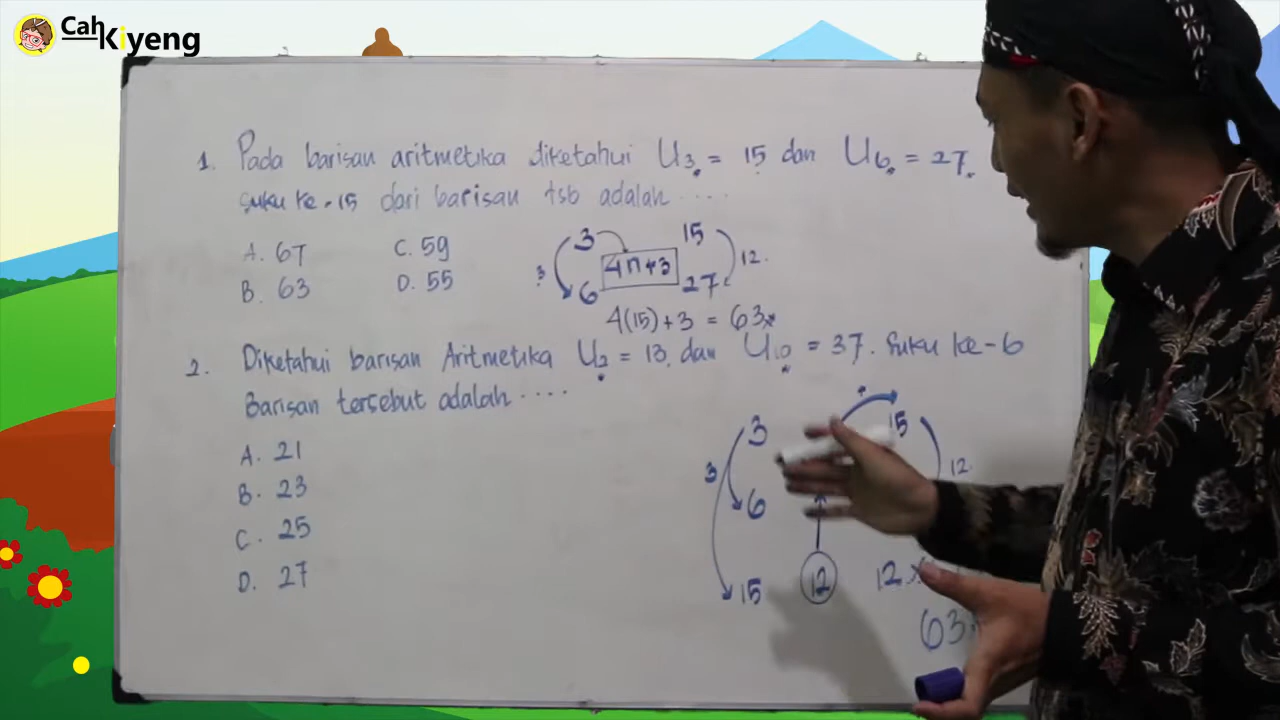 Cah
Kiyeng
1. Pada barisan aritmetika diketahui U3 = 15 dan U6 = 27.
suku ke-15 dari barisan tsb adalah ....
A. 67 C. 59
B. 63 D. 55
3 15
3 4n+3 12
6 27
4(15)+3 = 63
2. Diketahui barisan Aritmetika U2 = 13 dan U10 = 37. Suku ke-6
Barisan tersebut adalah ....
A. 21
B. 23
C. 25
D. 27
3 15
3 12
6
15 12 12 x
63